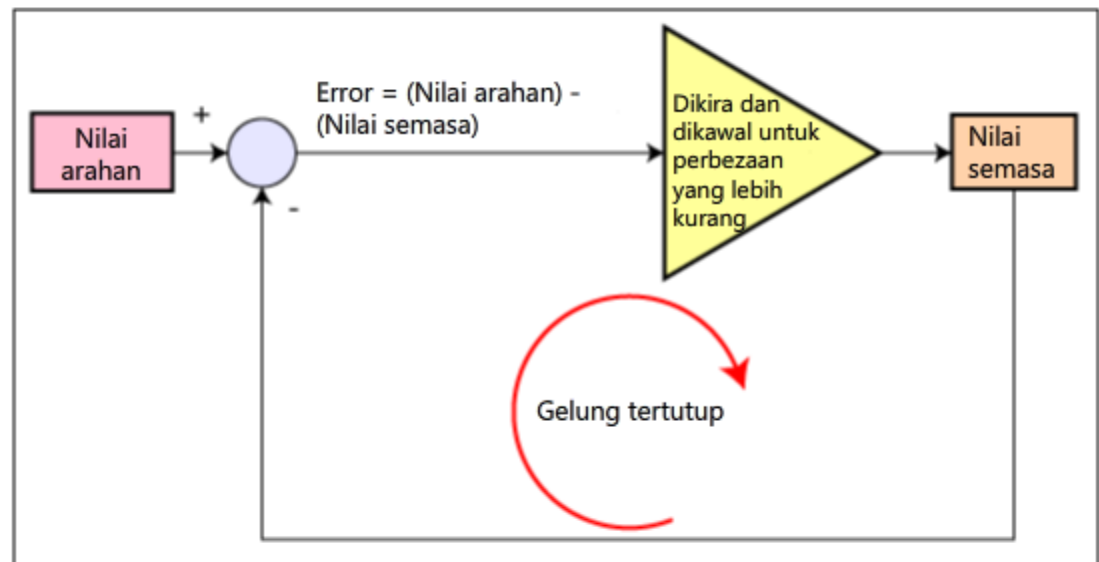 Nilai
arahan
+
-
Error = (Nilai arahan) -
(Nilai semasa)
Dikira dan
dikawal untuk
perbezaan
yang lebih
kurang
Nilai
semasa
Gelung tertutup